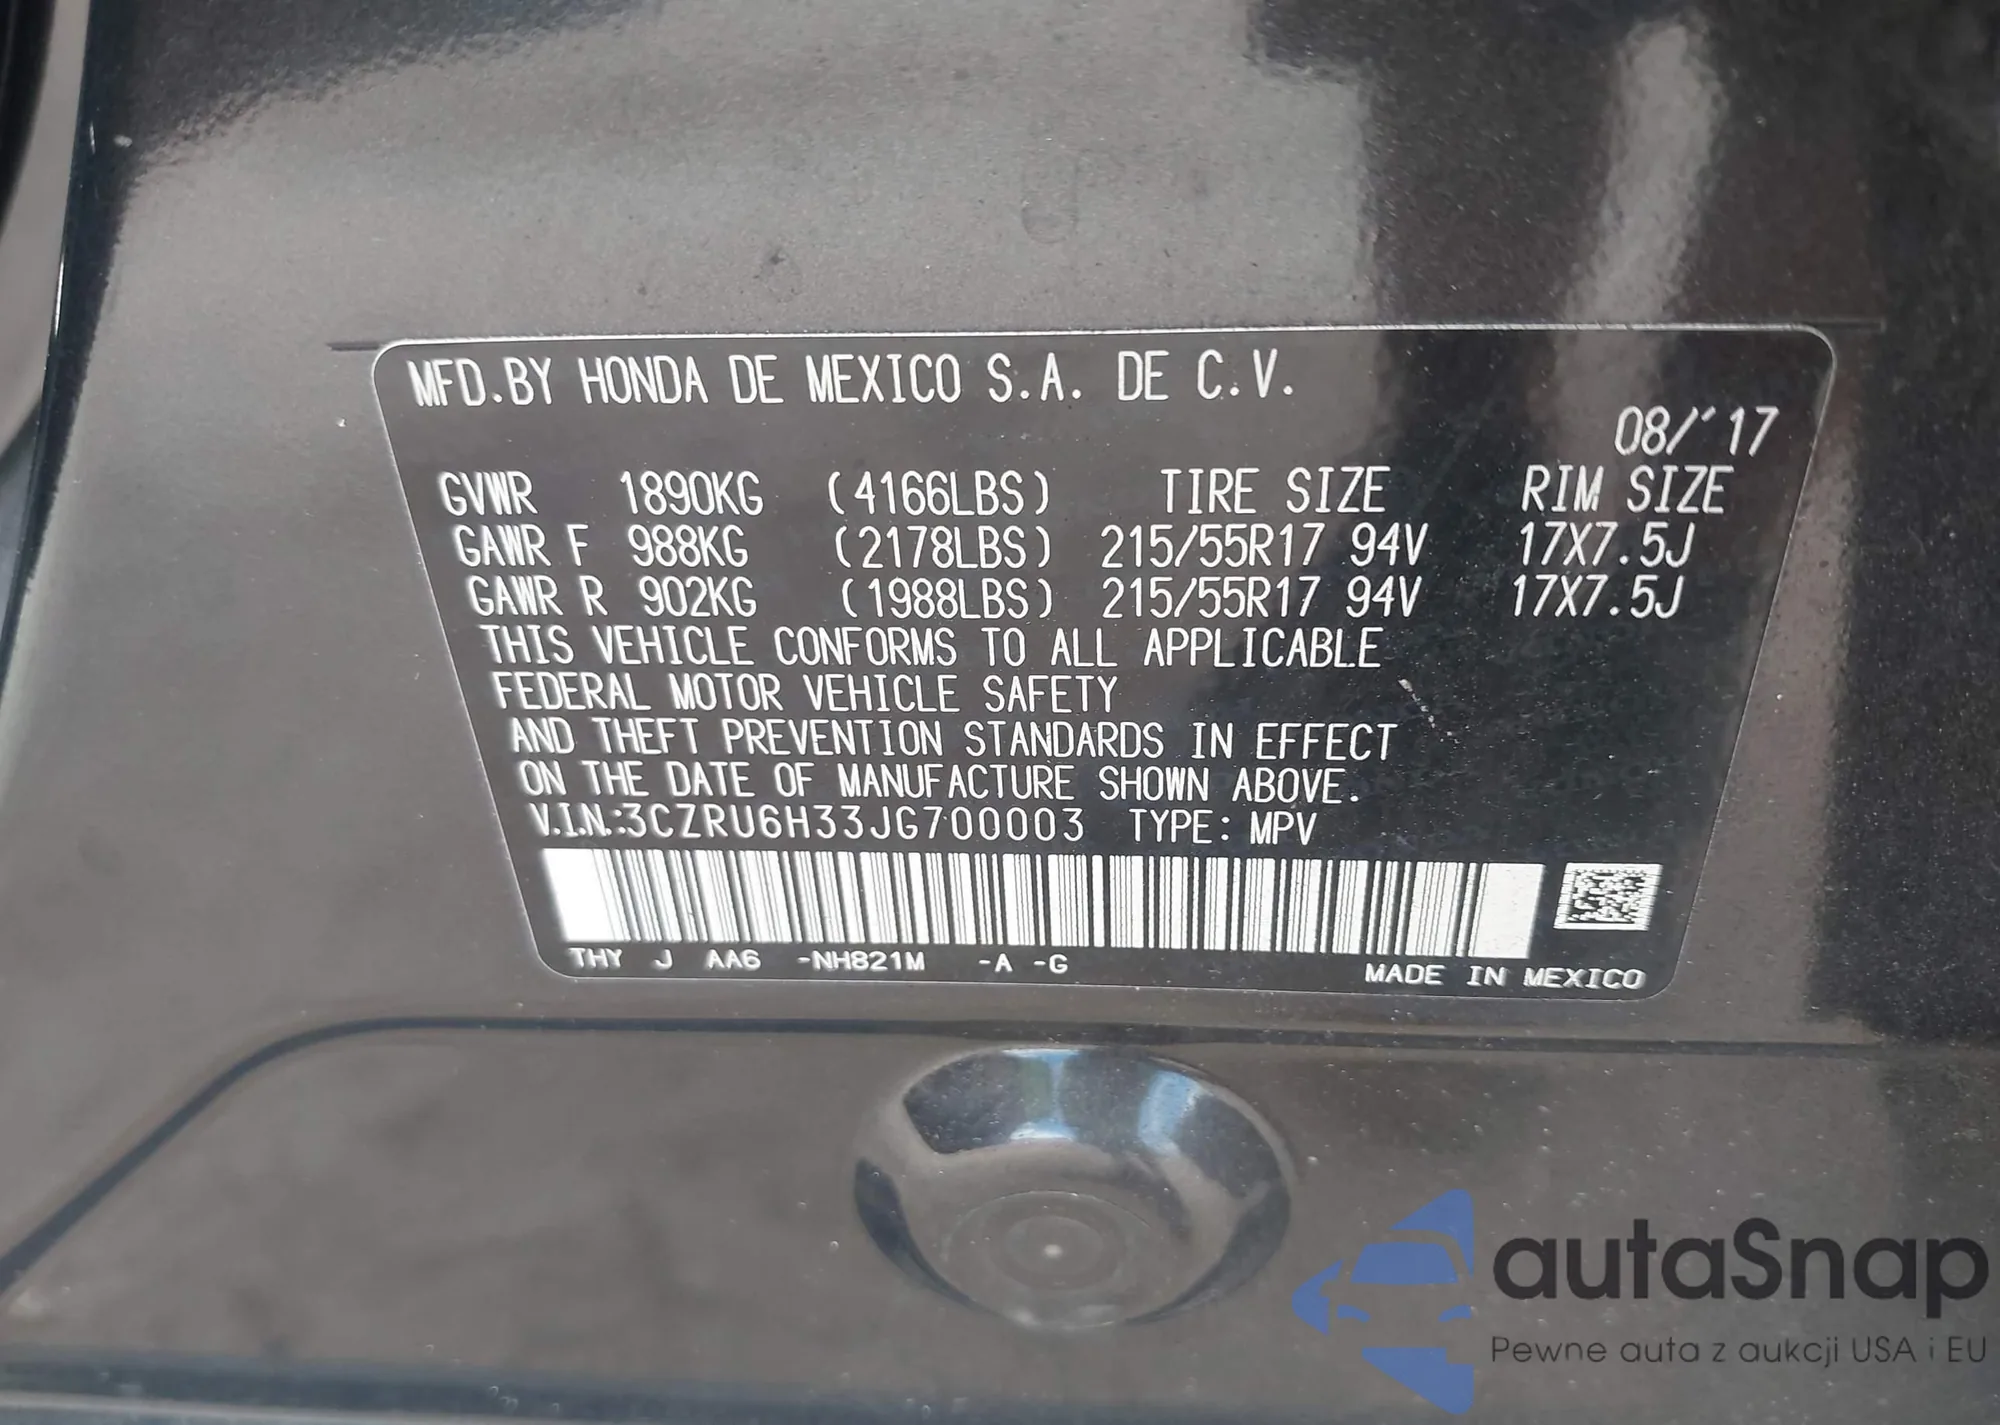 MFD.BY HONDA DE MEXICO S.A. DE C.V.
08/'17
GVWR 1890KG (4166LBS) TIRE SIZE RIM SIZE
GAWR F 988KG (2178LBS) 215/55R17 94V 17X7.5J
GAWR R 902KG (1988LBS) 215/55R17 94V 17X7.5J
THIS VEHICLE CONFORMS TO ALL APPLICABLE
FEDERAL MOTOR VEHICLE SAFETY
AND THEFT PREVENTION STANDARDS IN EFFECT
ON THE DATE OF MANUFACTURE SHOWN ABOVE.
V.I.N.:3CZRU6H33JG700003 TYPE: MPV
THY J AA6 -NH821M -A -G
MADE IN MEXICO
autaSnap
Pewne auta z aukcji USA i EU